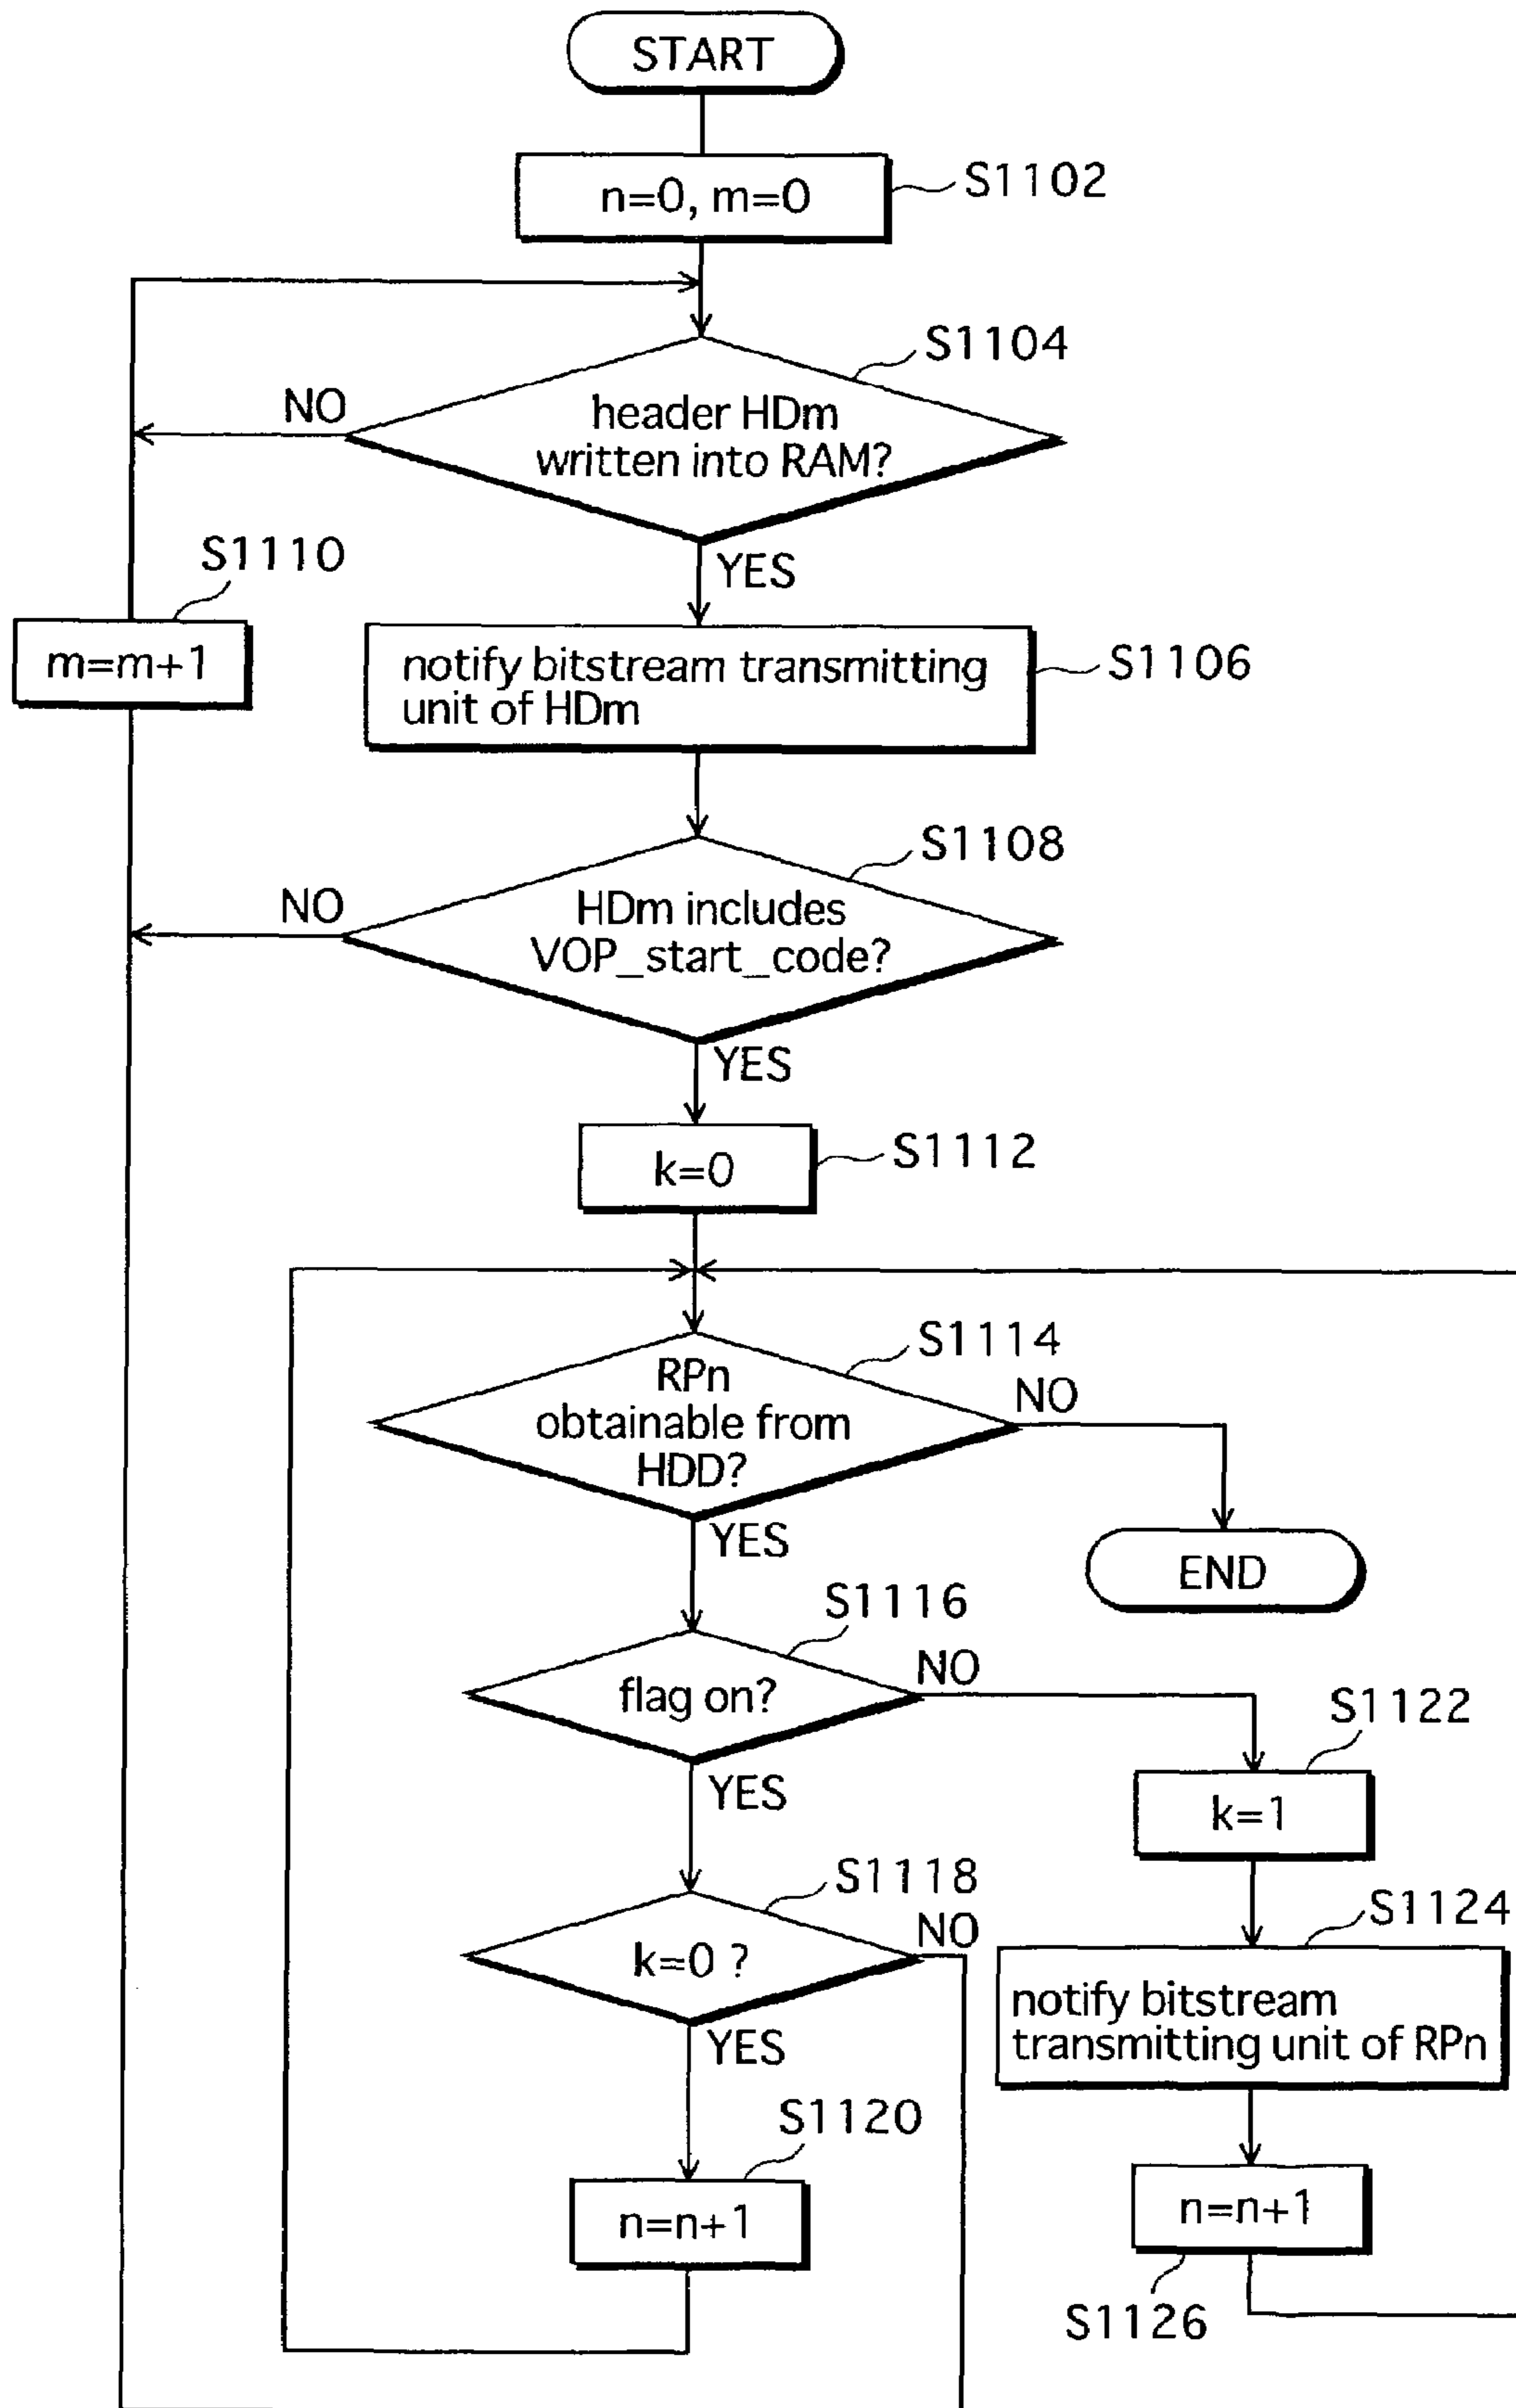 START
n=0, m=0
S1102
S1104
NO
header HDm
written into RAM?
S1110
YES
m=m+1
notify bitstream transmitting
unit of HDm
S1106
S1108
NO
HDm includes
VOP_start_code?
YES
k=0
S1112
S1114
RPn
obtainable from
HDD?
NO
YES
END
S1116
flag on?
NO
S1122
YES
k=1
S1118
NO
S1124
k=0 ?
notify bitstream
transmitting unit of RPn
YES
S1120
n=n+1
n=n+1
S1126